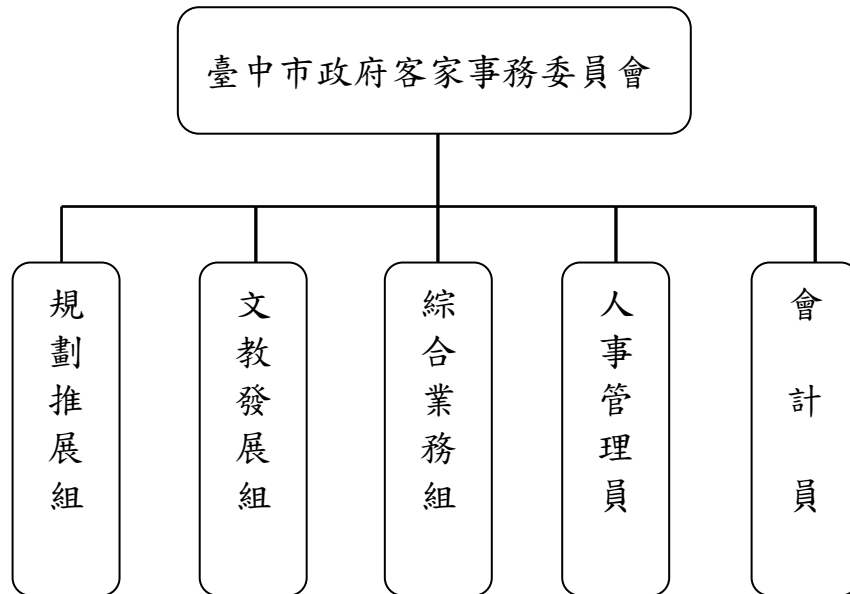 臺中市政府客家事務委員會
規劃推展組
文教發展組
綜合業務組
人事管理員
會計員